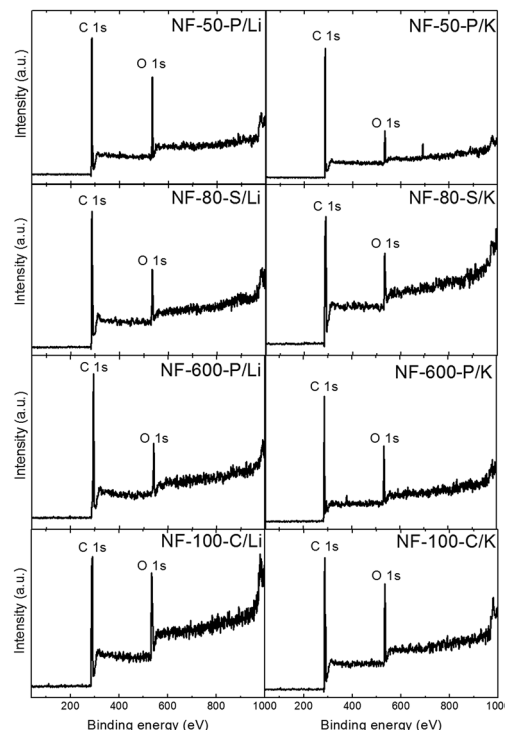 NF-50-P/Li
C 1s
O 1s
Intensity (a.u.)
NF-50-P/K
C 1s
O 1s
NF-80-S/Li
C 1s
O 1s
Intensity (a.u.)
NF-80-S/K
C 1s
O 1s
NF-600-P/Li
C 1s
O 1s
Intensity (a.u.)
NF-600-P/K
C 1s
O 1s
NF-100-C/Li
C 1s
O 1s
Intensity (a.u.)
NF-100-C/K
C 1s
O 1s
200 400 600 800 1000 200 400 600 800 1000
Binding energy (eV) Binding energy (eV)